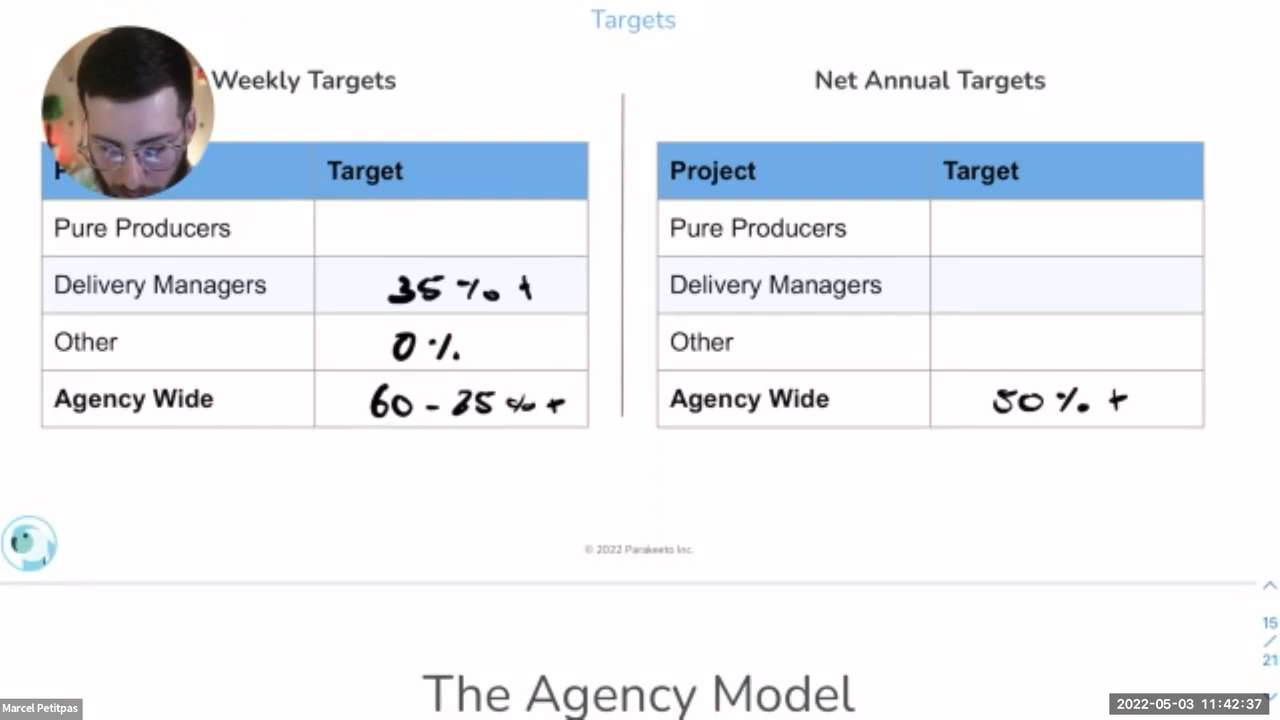 Targets
Weekly Targets
Target
Pure Producers
Delivery Managers 35 % +
Other 0 %
Agency Wide 60 - % +
Net Annual Targets
Project Target
Pure Producers
Delivery Managers
Other
Agency Wide 50 % +
© 2022 Parakeeto Inc.
The Agency Model
15
/
21
Marcel Petitpas
2022-05-03 11:42:37